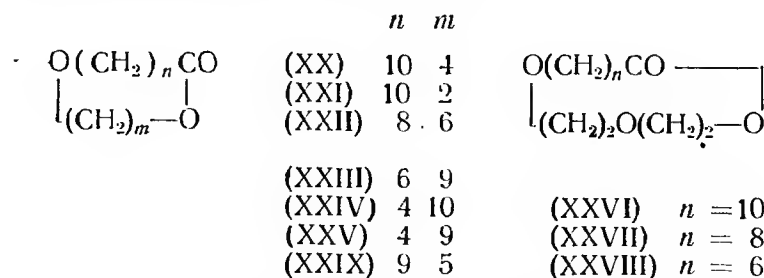 n m
O(CH₂)ₙCO
(CH₂)ₘ—O
(XX) 10 4
(XXI) 10 2
(XXII) 8 6
(XXIII) 6 9
(XXIV) 4 10
(XXV) 4 9
(XXIX) 9 5
O(CH₂)ₙCO
(CH₂)₂O(CH₂)₂—O
(XXVI) n = 10
(XXVII) n = 8
(XXVIII) n = 6